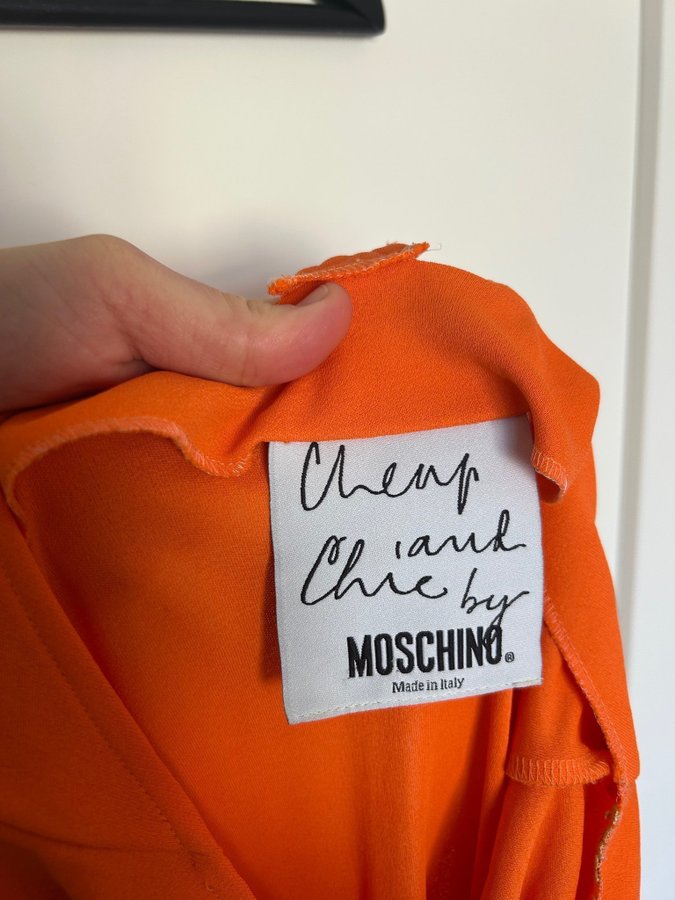 Cheap
and
Chic by
MOSCHINO®
Made in Italy